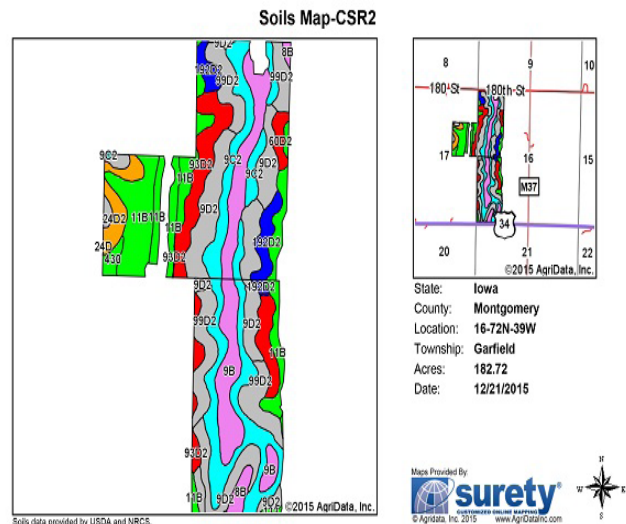 Soils Map-CSR2
9D2
8B
192D2
99D2
99D2
60D2
9C2
93D2
9C2
9D2
11B
9C2
9D2
24D2
11B
11B
11B
192D2
24D
430
93D2
9D2
192D2
99D2
9D2
11B
9B
99D2
93D2
9B
8B
11B
9D2
9D2
11B
©2015 AgriData, Inc.
Soils data provided by USDA and NRCS.
8
9
10
180 St
180th-St
17
16
15
M37
34
20
21
22
©2015 AgriData, Inc.
State: Iowa
County: Montgomery
Location: 16-72N-39W
Township: Garfield
Acres: 182.72
Date: 12/21/2015
Maps Provided By:
surety®
CUSTOMIZED ONLINE MAPPING
© Agridata, Inc. 2015 www.AgriDataInc.com
N
W
E
S